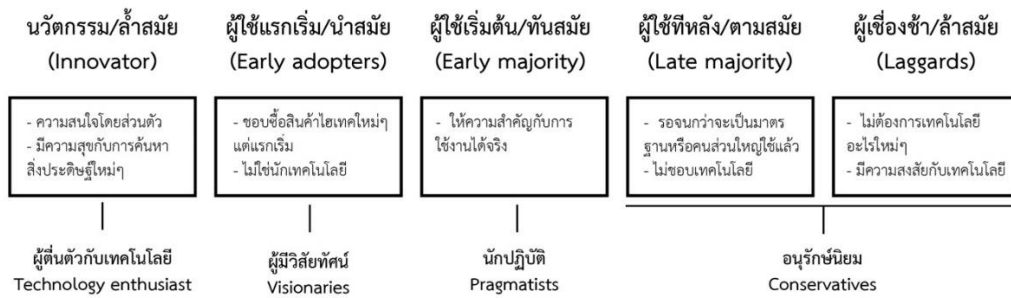 นวัตกรรม/ล้ำสมัย
(Innovator)
ผู้ใช้แรกเริ่ม/นำสมัย
(Early adopters)
ผู้ใช้เริ่มต้น/ทันสมัย
(Early majority)
ผู้ใช้ทีหลัง/ตามสมัย
(Late majority)
ผู้เชื่องช้า/ล้าสมัย
(Laggards)
- ความสนใจโดยส่วนตัว
- มีความสุขกับการค้นหา
สิ่งประดิษฐ์ใหม่ๆ
- ชอบซื้อสินค้าไฮเทคใหม่ๆ
แต่แรกเริ่ม
- ไม่ใช่นักเทคโนโลยี
- ให้ความสำคัญกับการ
ใช้งานได้จริง
- รอจนกว่าจะเป็นมาตร
ฐานหรือคนส่วนใหญ่ใช้แล้ว
- ไม่ชอบเทคโนโลยี
- ไม่ต้องการเทคโนโลยี
อะไรใหม่ๆ
- มีความสงสัยกับเทคโนโลยี
ผู้ตื่นตัวกับเทคโนโลยี
Technology enthusiast
ผู้มีวิสัยทัศน์
Visionaries
นักปฏิบัติ
Pragmatists
อนุรักษ์นิยม
Conservatives